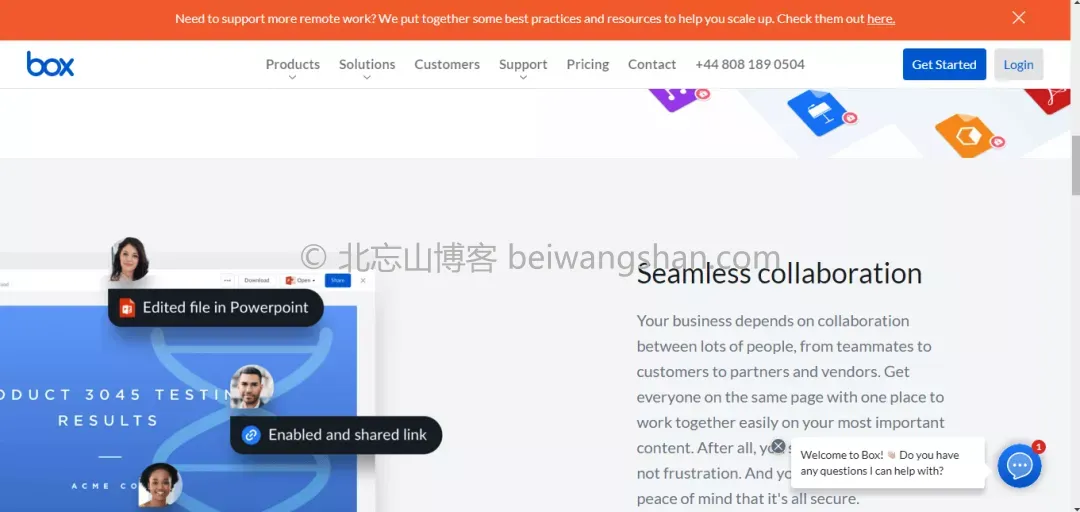 Need to support more remote work? We put together some best practices and resources to help you scale up. Check them out here.
box
Products
Solutions
Customers
Support
Pricing
Contact
+44 808 189 0504
Get Started
Login
© 北忘山博客 beiwangshan.com
Seamless collaboration
Download
Open
Share
Edited file in Powerpoint
Your business depends on collaboration
between lots of people, from teammates to
customers to partners and vendors. Get
everyone on the same page with one place to
work together easily on your most important
content. After all,
not frustration. And
peace of mind that it's all secure.
ODUCT 3045 TESTIN
RESULTS
Enabled and shared link
ACME CO
Welcome to Box! 👋🏼 Do you have
any questions I can help with?
1